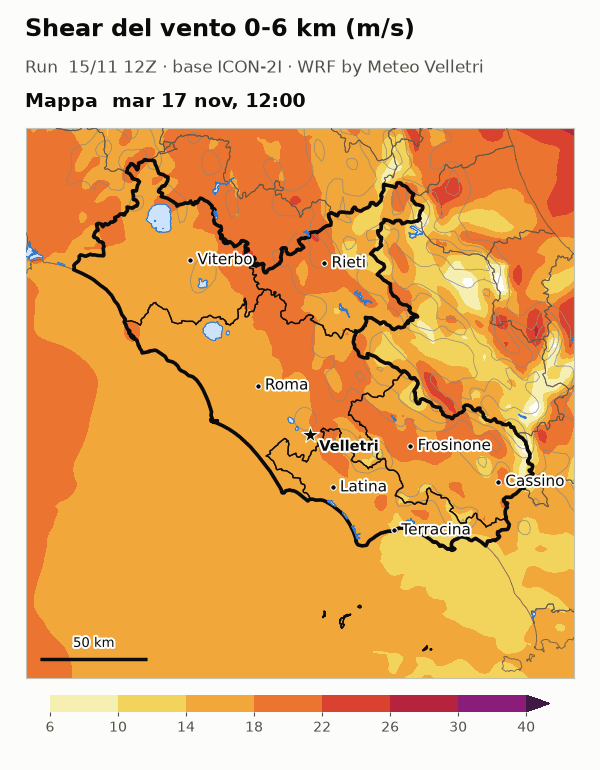 Shear del vento 0-6 km (m/s)
Run  15/11 12Z · base ICON-2I · WRF by Meteo Velletri
Mappa  mar 17 nov, 12:00
Viterbo
Rieti
Roma
Velletri
Frosinone
Cassino
Latina
Terracina
50 km
6 10 14 18 22 26 30 40